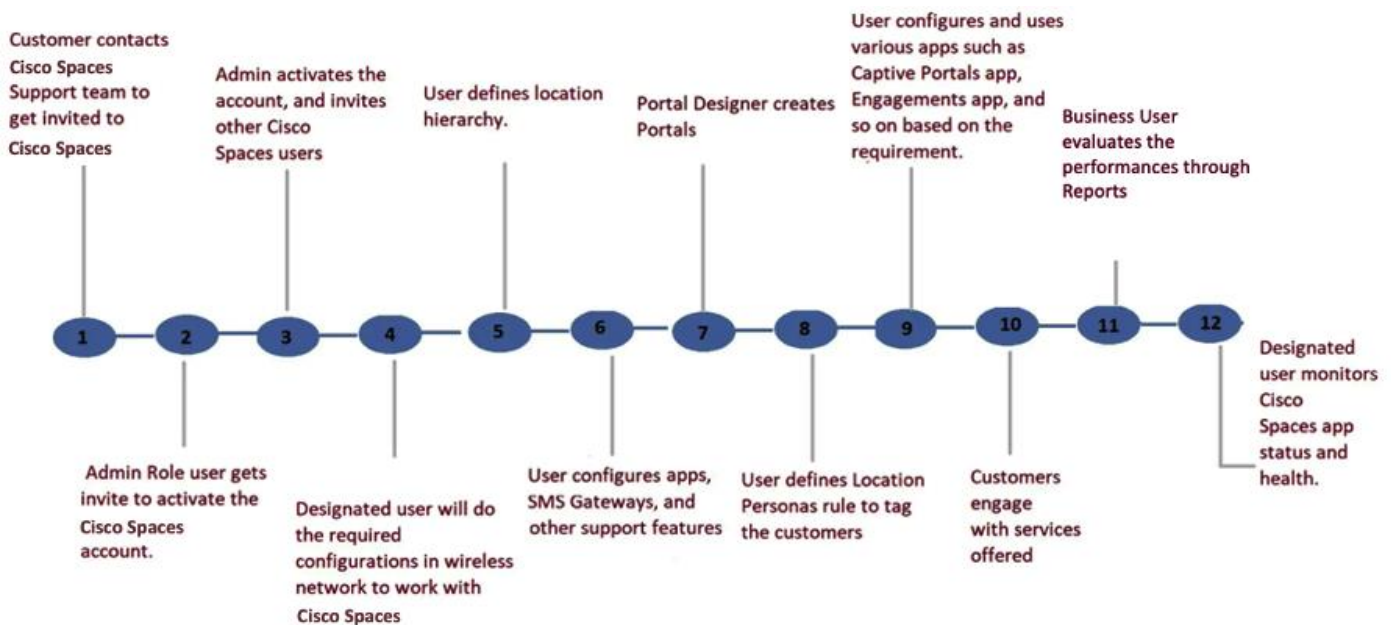 Customer contacts
Cisco Spaces
Support team to
get invited to
Cisco Spaces
Admin activates the
account, and invites
other Cisco
Spaces users
User defines location
hierarchy.
Portal Designer creates
Portals
User configures and uses
various apps such as
Captive Portals app,
Engagements app, and
so on based on the
requirement.
Business User
evaluates the
performances through
Reports
1
2
3
4
5
6
7
8
9
10
11
12
Admin Role user gets
invite to activate the
Cisco Spaces
account.
Designated user will do
the required
configurations in wireless
network to work with
Cisco Spaces
User configures apps,
SMS Gateways, and
other support features
User defines Location
Personas rule to tag
the customers
Customers
engage
with services
offered
Designated
user monitors
Cisco
Spaces app
status and
health.